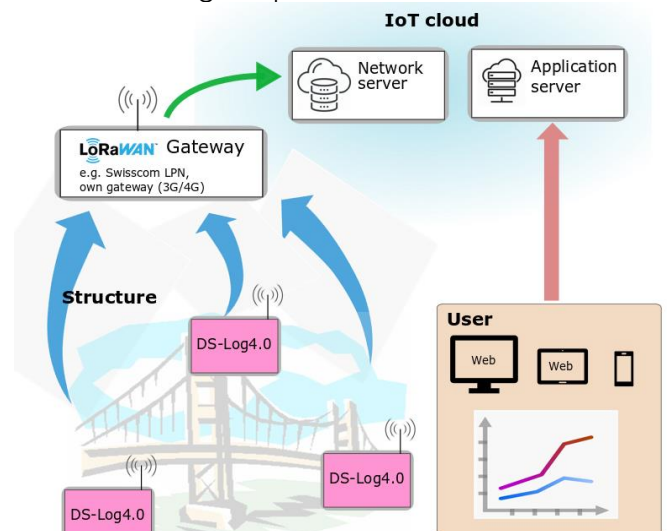 IoT cloud
Network
server
Application
server
LoRaWAN Gateway
e.g. Swisscom LPN,
own gateway (3G/4G)
Structure
DS-Log4.0
DS-Log4.0
DS-Log4.0
User
Web
Web